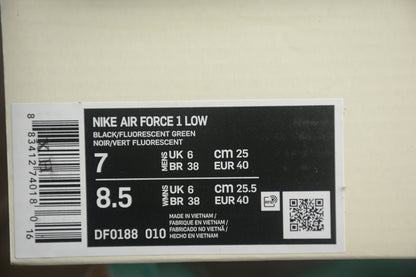 NIKE AIR FORCE 1 LOW
BLACK/FLUORESCENT GREEN
NOIR/VERT FLUORESCENT
7 MENS UK 6 cm 25
BR 38 EUR 40
8.5 WMNS UK 6 cm 25.5
BR 38 EUR 40
MADE IN VIETNAM /
FABRIQUE EN VIETNAM /
FABRICADO NO VIETNÃ /
HECHO EN VIETNAM
DF0188 010
8 83412 74018 0 16